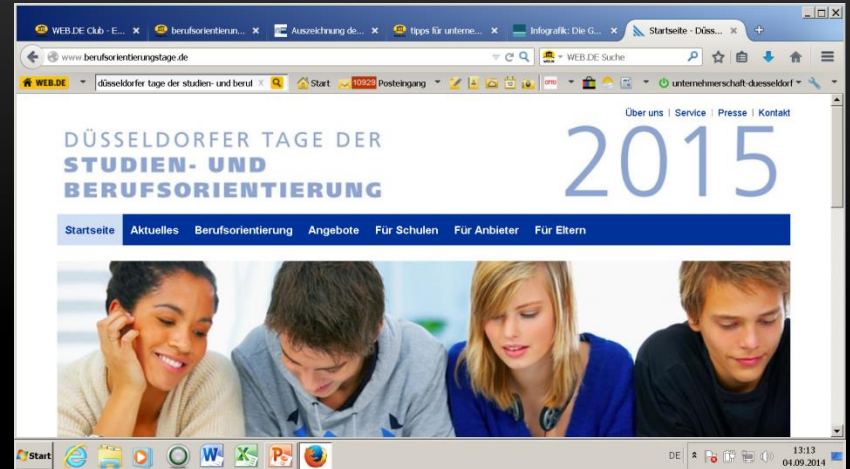 WEB.DE Club - E...
berufsorientierun...
Auszeichnung de...
tipps für unterne...
Infografik: Die G...
Startseite - Düss...
www.berufsorientierungstage.de
WEB.DE Suche
WEB.DE
düsseldorfer tage der studien- und beruf
Start
10923 Posteingang
unternehmerschaft-duesseldorf
Über uns | Service | Presse | Kontakt
DÜSSELDORFER TAGE DER
STUDIEN- UND
BERUFSORIENTIERUNG
2015
Startseite Aktuelles Berufsorientierung Angebote Für Schulen Für Anbieter Für Eltern
Start
DE
13:13
04.09.2014